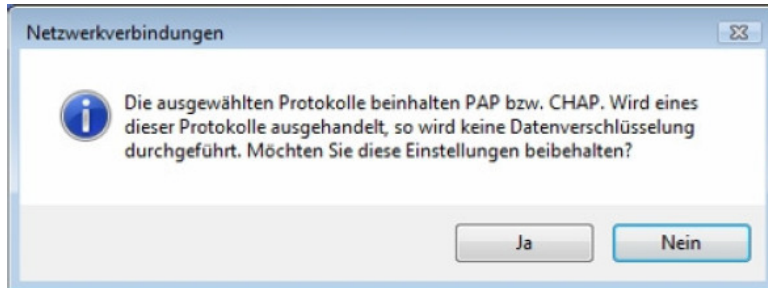 Netzwerkverbindungen
Die ausgewählten Protokolle beinhalten PAP bzw. CHAP. Wird eines
dieser Protokolle ausgehandelt, so wird keine Datenverschlüsselung
durchgeführt. Möchten Sie diese Einstellungen beibehalten?
Ja
Nein